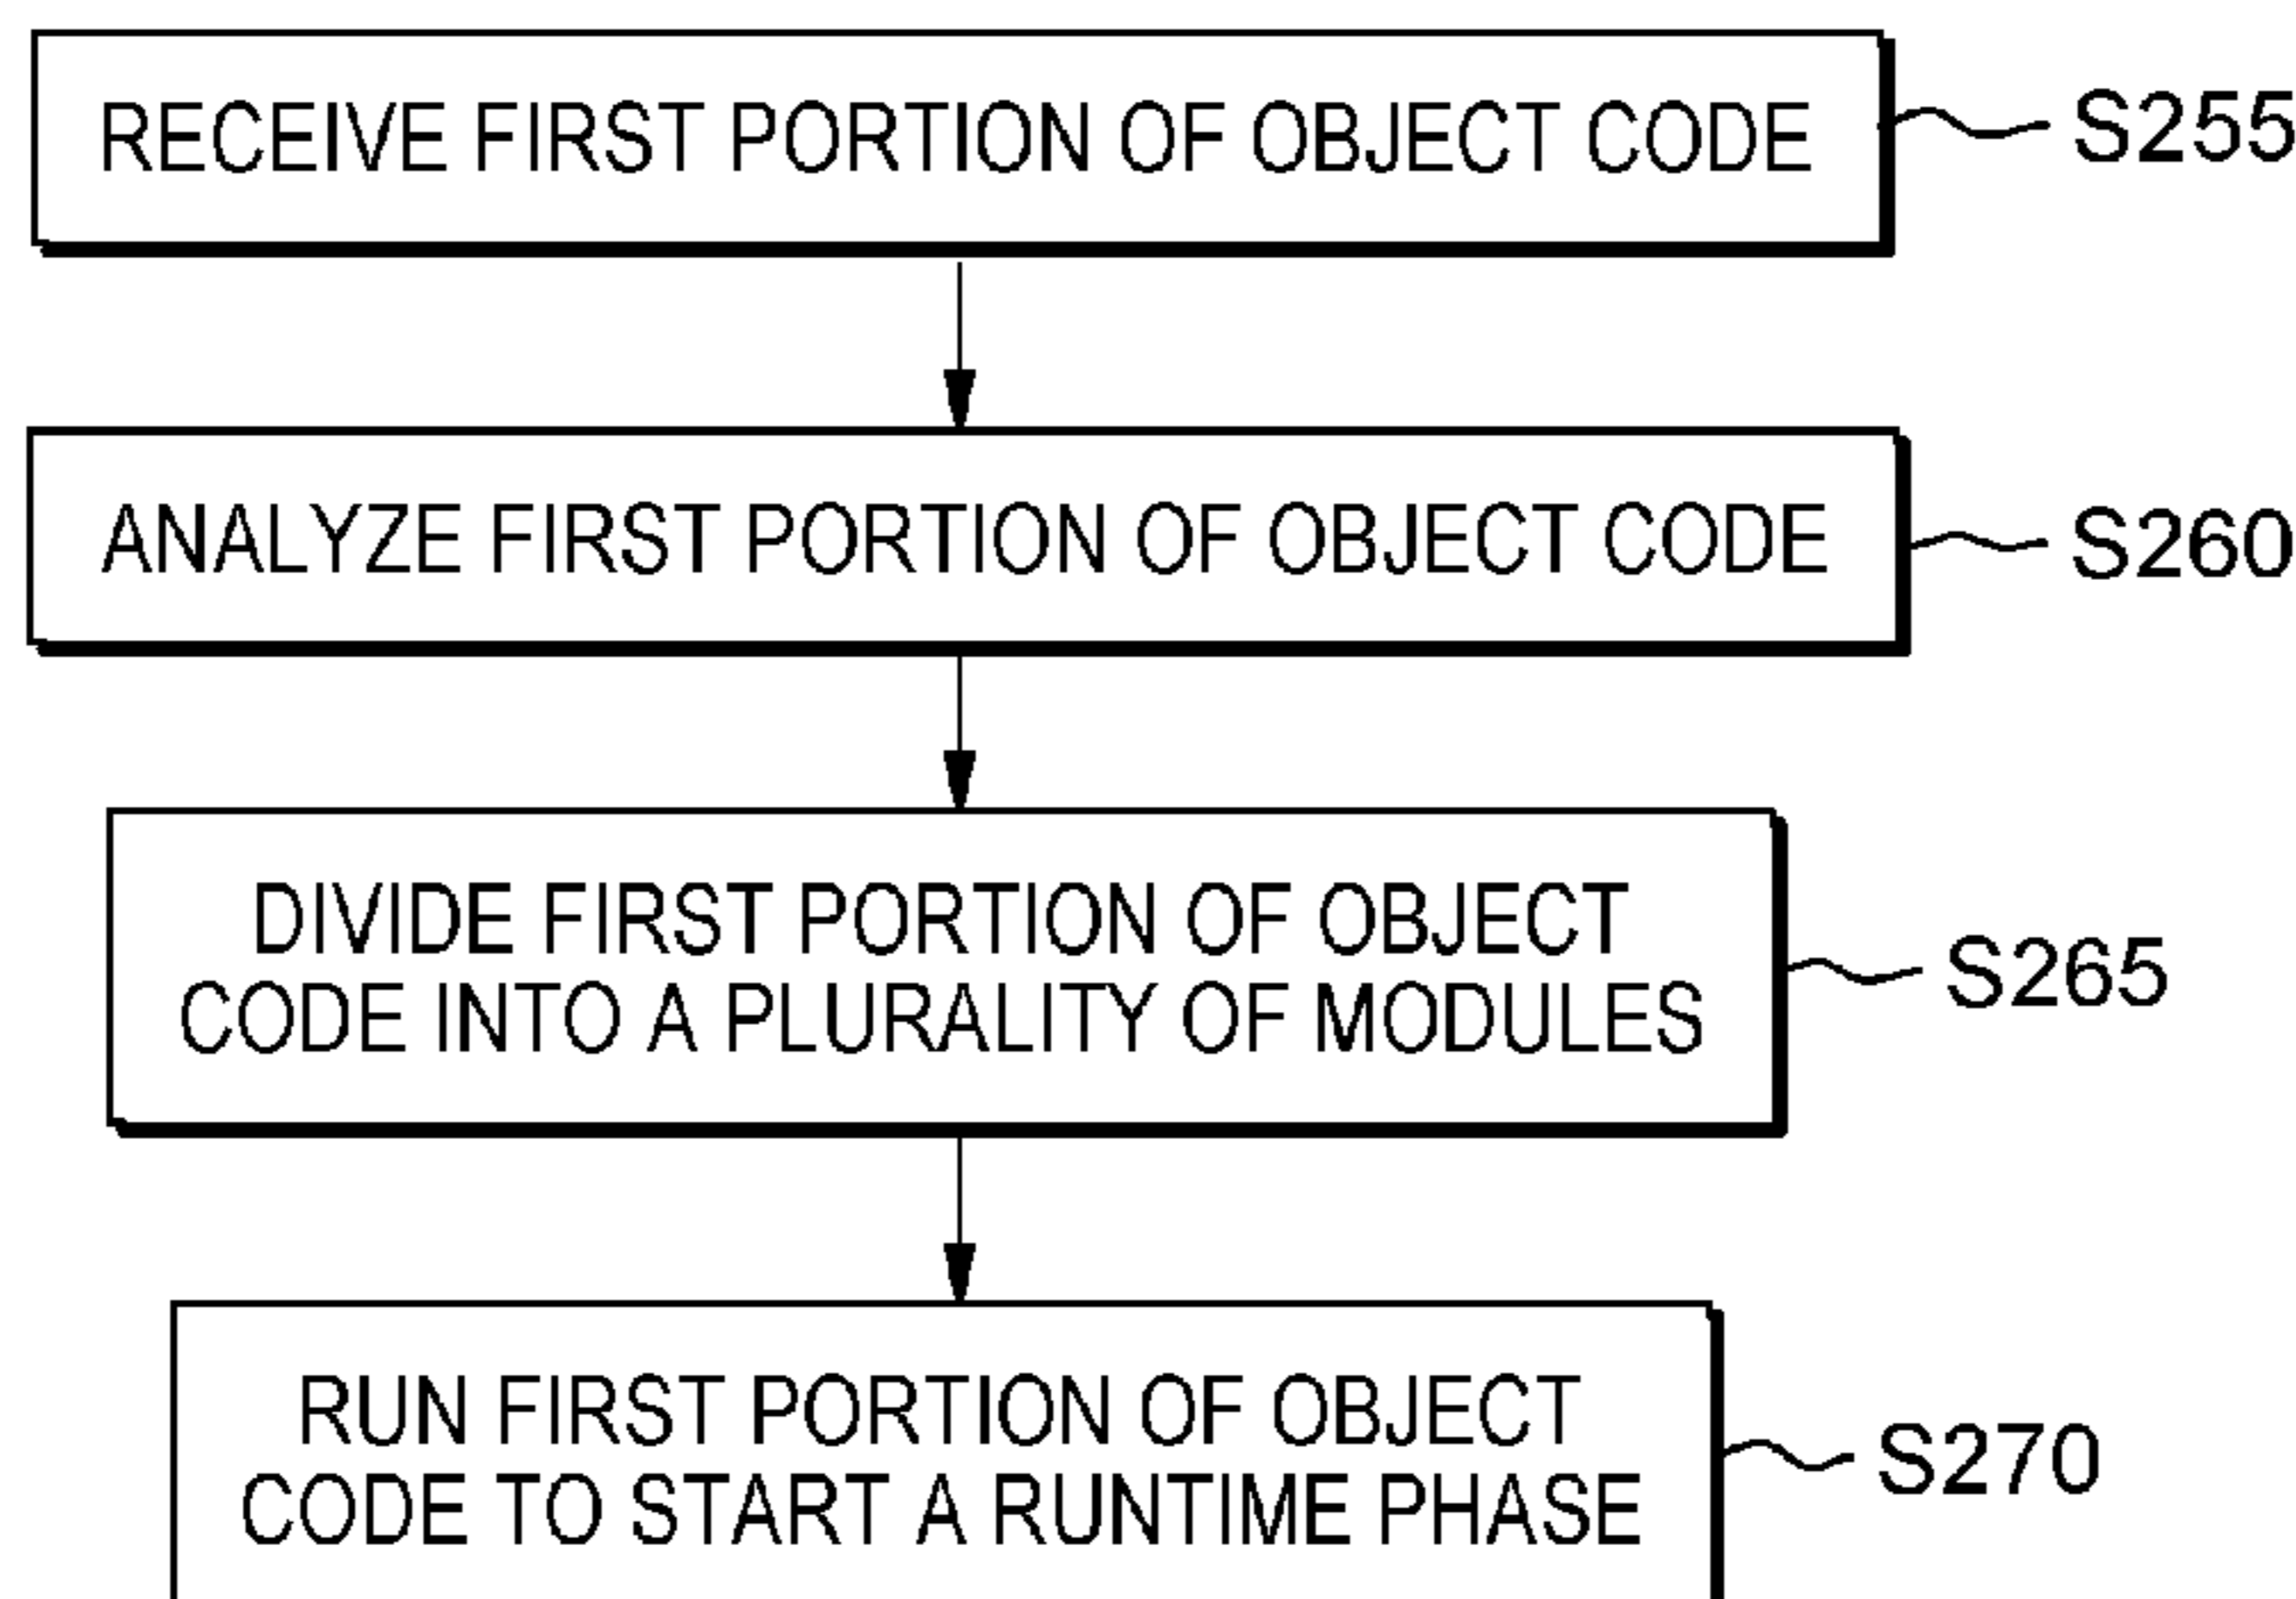 RECEIVE FIRST PORTION OF OBJECT CODE
S255
ANALYZE FIRST PORTION OF OBJECT CODE
S260
DIVIDE FIRST PORTION OF OBJECT
CODE INTO A PLURALITY OF MODULES
S265
RUN FIRST PORTION OF OBJECT
CODE TO START A RUNTIME PHASE
S270